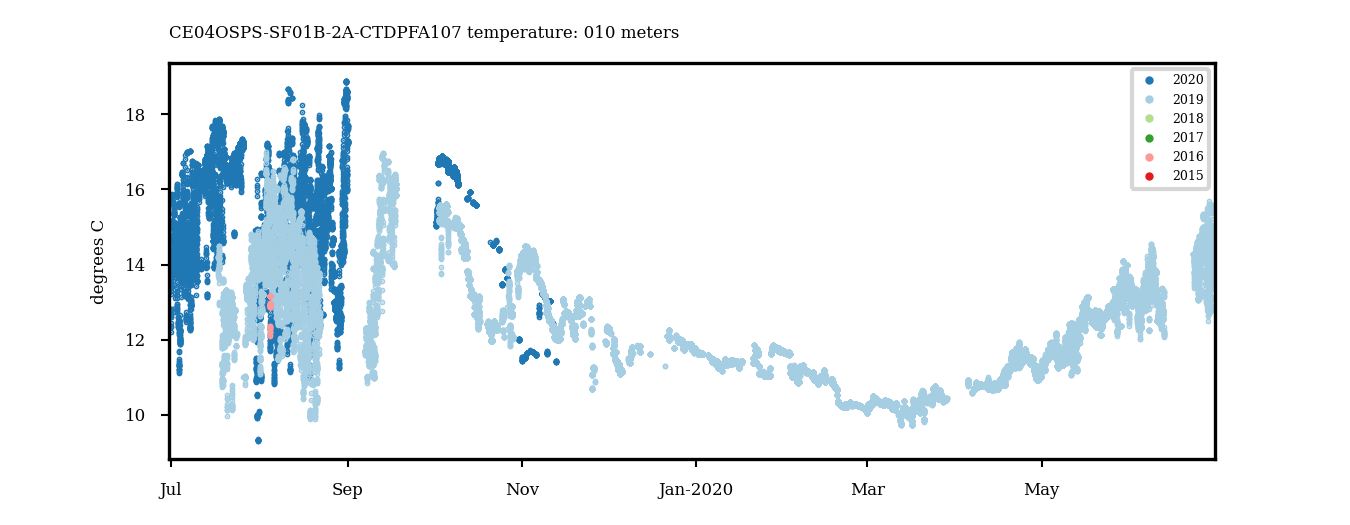 CE04OSPS-SF01B-2A-CTDPFA107 temperature: 010 meters
2020
2019
2018
2017
2016
2015
degrees C
18
16
14
12
10
Jul
Sep
Nov
Jan-2020
Mar
May